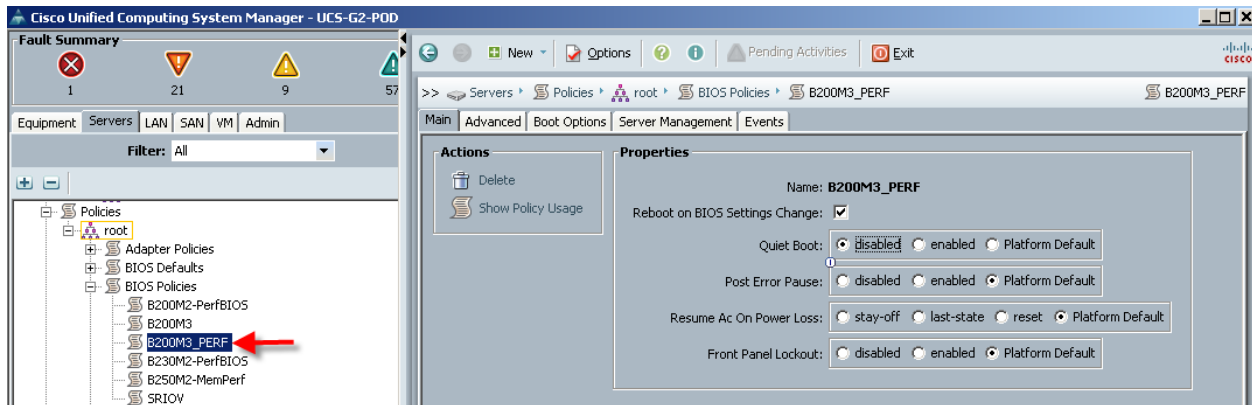 Cisco Unified Computing System Manager - UCS-G2-POD
Fault Summary
1 21 9 57
Equipment Servers LAN SAN VM Admin
Filter: All
Policies
root
Adapter Policies
BIOS Defaults
BIOS Policies
B200M2-PerfBIOS
B200M3
B200M3_PERF
B230M2-PerfBIOS
B250M2-MemPerf
SRIOV
New Options Pending Activities Exit
CISCO
>> Servers Policies root BIOS Policies B200M3_PERF B200M3_PERF
Main Advanced Boot Options Server Management Events
Actions
Delete
Show Policy Usage
Properties
Name: B200M3_PERF
Reboot on BIOS Settings Change:
Quiet Boot: disabled enabled Platform Default
Post Error Pause: disabled enabled Platform Default
Resume Ac On Power Loss: stay-off last-state reset Platform Default
Front Panel Lockout: disabled enabled Platform Default